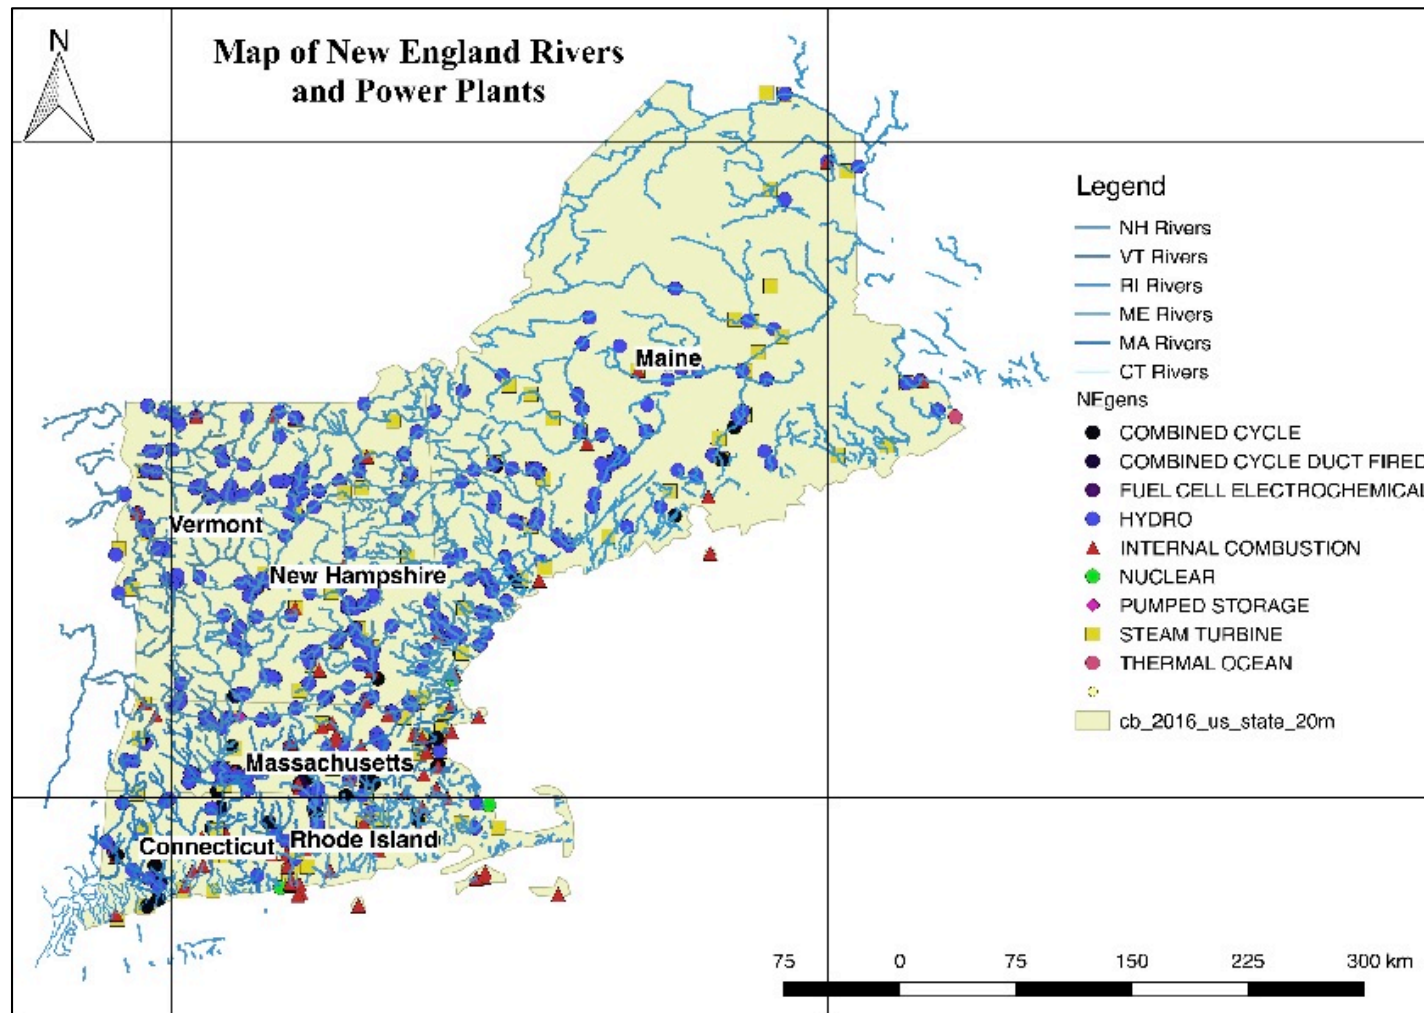 N
Map of New England Rivers
and Power Plants
Legend
NH Rivers
VT Rivers
RI Rivers
ME Rivers
MA Rivers
CT Rivers
NEgens
COMBINED CYCLE
COMBINED CYCLE DUCT FIRED
FUEL CELL ELECTROCHEMICAL
HYDRO
INTERNAL COMBUSTION
NUCLEAR
PUMPED STORAGE
STEAM TURBINE
THERMAL OCEAN
cb_2016_us_state_20m
Maine
Vermont
New Hampshire
Massachusetts
Connecticut
Rhode Island
75 0 75 150 225 300 km